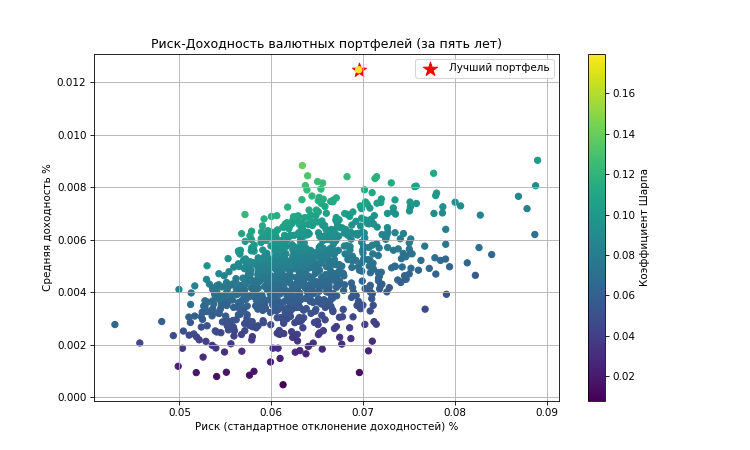 Риск-Доходность валютных портфелей (за пять лет)
Лучший портфель
Средняя доходность %
0.012
0.010
0.008
0.006
0.004
0.002
0.000
0.05 0.06 0.07 0.08 0.09
Риск (стандартное отклонение доходностей) %
0.16
0.14
0.12
0.10
0.08
0.06
0.04
0.02
Коэффициент Шарпа